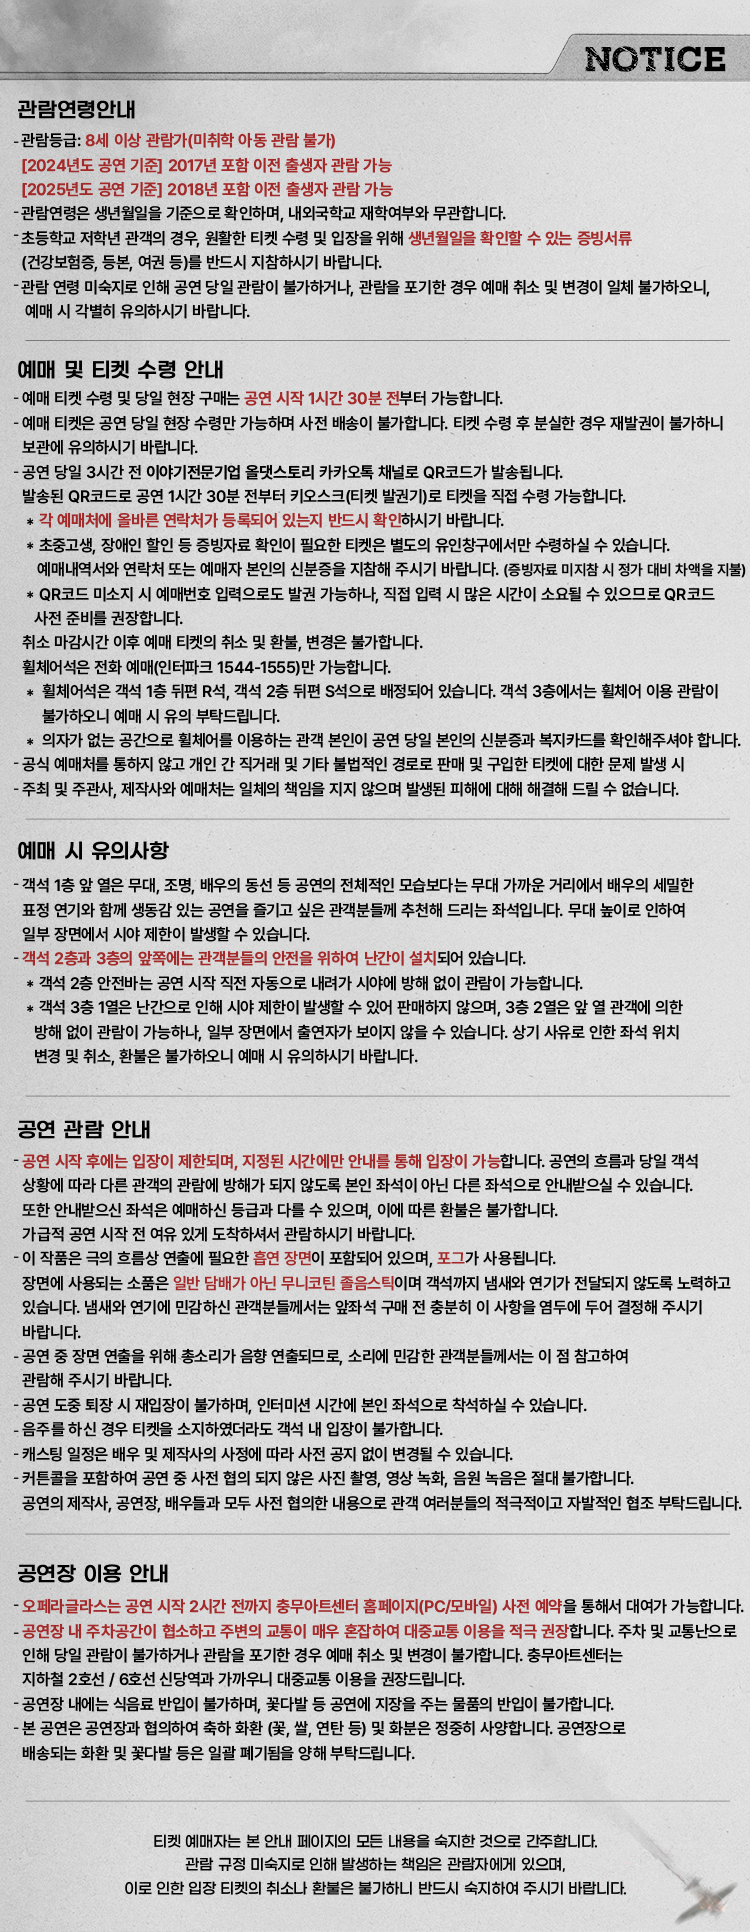 NOTICE
관람연령안내
- 관람등급: 8세 이상 관람가(미취학 아동 관람 불가)
[2024년도 공연 기준] 2017년 포함 이전 출생자 관람 가능
[2025년도 공연 기준] 2018년 포함 이전 출생자 관람 가능
- 관람연령은 생년월일을 기준으로 확인하며, 내외국학교 재학여부와 무관합니다.
- 초등학교 저학년 관객의 경우, 원활한 티켓 수령 및 입장을 위해 생년월일을 확인할 수 있는 증빙서류
(건강보험증, 등본, 여권 등)를 반드시 지참하시기 바랍니다.
- 관람 연령 미숙지로 인해 공연 당일 관람이 불가하거나, 관람을 포기한 경우 예매 취소 및 변경이 일체 불가하오니,
예매 시 각별히 유의하시기 바랍니다.
예매 및 티켓 수령 안내
- 예매 티켓 수령 및 당일 현장 구매는 공연 시작 1시간 30분 전부터 가능합니다.
- 예매 티켓은 공연 당일 현장 수령만 가능하며 사전 배송이 불가합니다. 티켓 수령 후 분실한 경우 재발권이 불가하니
보관에 유의하시기 바랍니다.
- 공연 당일 3시간 전 이야기전문기업 올댓스토리 카카오톡 채널로 QR코드가 발송됩니다.
발송된 QR코드로 공연 1시간 30분 전부터 키오스크(티켓 발권기)로 티켓을 직접 수령 가능합니다.
* 각 예매처에 올바른 연락처가 등록되어 있는지 반드시 확인하시기 바랍니다.
* 초중고생, 장애인 할인 등 증빙자료 확인이 필요한 티켓은 별도의 유인창구에서만 수령하실 수 있습니다.
예매내역서와 연락처 또는 예매자 본인의 신분증을 지참해 주시기 바랍니다. (증빙자료 미지참 시 정가 대비 차액을 지불)
* QR코드 미소지 시 예매번호 입력으로도 발권 가능하나, 직접 입력 시 많은 시간이 소요될 수 있으므로 QR코드
사전 준비를 권장합니다.
취소 마감시간 이후 예매 티켓의 취소 및 환불, 변경은 불가합니다.
휠체어석은 전화 예매(인터파크 1544-1555)만 가능합니다.
* 휠체어석은 객석 1층 뒤편 R석, 객석 2층 뒤편 S석으로 배정되어 있습니다. 객석 3층에서는 휠체어 이용 관람이
불가하오니 예매 시 유의 부탁드립니다.
* 의자가 없는 공간으로 휠체어를 이용하는 관객 본인이 공연 당일 본인의 신분증과 복지카드를 확인해주셔야 합니다.
- 공식 예매처를 통하지 않고 개인 간 직거래 및 기타 불법적인 경로로 판매 및 구입한 티켓에 대한 문제 발생 시
- 주최 및 주관사, 제작사와 예매처는 일체의 책임을 지지 않으며 발생된 피해에 대해 해결해 드릴 수 없습니다.
예매 시 유의사항
- 객석 1층 앞 열은 무대, 조명, 배우의 동선 등 공연의 전체적인 모습보다는 무대 가까운 거리에서 배우의 세밀한
표정 연기와 함께 생동감 있는 공연을 즐기고 싶은 관객분들께 추천해 드리는 좌석입니다. 무대 높이로 인하여
일부 장면에서 시야 제한이 발생할 수 있습니다.
- 객석 2층과 3층의 앞쪽에는 관객분들의 안전을 위하여 난간이 설치되어 있습니다.
* 객석 2층 안전바는 공연 시작 직전 자동으로 내려가 시야에 방해 없이 관람이 가능합니다.
* 객석 3층 1열은 난간으로 인해 시야 제한이 발생할 수 있어 판매하지 않으며, 3층 2열은 앞 열 관객에 의한
방해 없이 관람이 가능하나, 일부 장면에서 출연자가 보이지 않을 수 있습니다. 상기 사유로 인한 좌석 위치
변경 및 취소, 환불은 불가하오니 예매 시 유의하시기 바랍니다.
공연 관람 안내
- 공연 시작 후에는 입장이 제한되며, 지정된 시간에만 안내를 통해 입장이 가능합니다. 공연의 흐름과 당일 객석
상황에 따라 다른 관객의 관람에 방해가 되지 않도록 본인 좌석이 아닌 다른 좌석으로 안내받으실 수 있습니다.
또한 안내받으신 좌석은 예매하신 등급과 다를 수 있으며, 이에 따른 환불은 불가합니다.
가급적 공연 시작 전 여유 있게 도착하셔서 관람하시기 바랍니다.
- 이 작품은 극의 흐름상 연출에 필요한 흡연 장면이 포함되어 있으며, 포그가 사용됩니다.
장면에 사용되는 소품은 일반 담배가 아닌 무니코틴 졸음스틱이며 객석까지 냄새와 연기가 전달되지 않도록 노력하고
있습니다. 냄새와 연기에 민감하신 관객분들께서는 앞좌석 구매 전 충분히 이 사항을 염두에 두어 결정해 주시기
바랍니다.
- 공연 중 장면 연출을 위해 총소리가 음향 연출되므로, 소리에 민감한 관객분들께서는 이 점 참고하여
관람해 주시기 바랍니다.
- 공연 도중 퇴장 시 재입장이 불가하며, 인터미션 시간에 본인 좌석으로 착석하실 수 있습니다.
- 음주를 하신 경우 티켓을 소지하였더라도 객석 내 입장이 불가합니다.
- 캐스팅 일정은 배우 및 제작사의 사정에 따라 사전 공지 없이 변경될 수 있습니다.
- 커튼콜을 포함하여 공연 중 사전 협의 되지 않은 사진 촬영, 영상 녹화, 음원 녹음은 절대 불가합니다.
공연의 제작사, 공연장, 배우들과 모두 사전 협의한 내용으로 관객 여러분들의 적극적이고 자발적인 협조 부탁드립니다.
공연장 이용 안내
- 오페라글라스는 공연 시작 2시간 전까지 충무아트센터 홈페이지(PC/모바일) 사전 예약을 통해서 대여가 가능합니다.
- 공연장 내 주차공간이 협소하고 주변의 교통이 매우 혼잡하여 대중교통 이용을 적극 권장합니다. 주차 및 교통난으로
인해 당일 관람이 불가하거나 관람을 포기한 경우 예매 취소 및 변경이 불가합니다. 충무아트센터는
지하철 2호선 / 6호선 신당역과 가까우니 대중교통 이용을 권장드립니다.
- 공연장 내에는 식음료 반입이 불가하며, 꽃다발 등 공연에 지장을 주는 물품의 반입이 불가합니다.
- 본 공연은 공연장과 협의하여 축하 화환 (꽃, 쌀, 연탄 등) 및 화분은 정중히 사양합니다. 공연장으로
배송되는 화환 및 꽃다발 등은 일괄 폐기됨을 양해 부탁드립니다.
티켓 예매자는 본 안내 페이지의 모든 내용을 숙지한 것으로 간주합니다.
관람 규정 미숙지로 인해 발생하는 책임은 관람자에게 있으며,
이로 인한 입장 티켓의 취소나 환불은 불가하니 반드시 숙지하여 주시기 바랍니다.